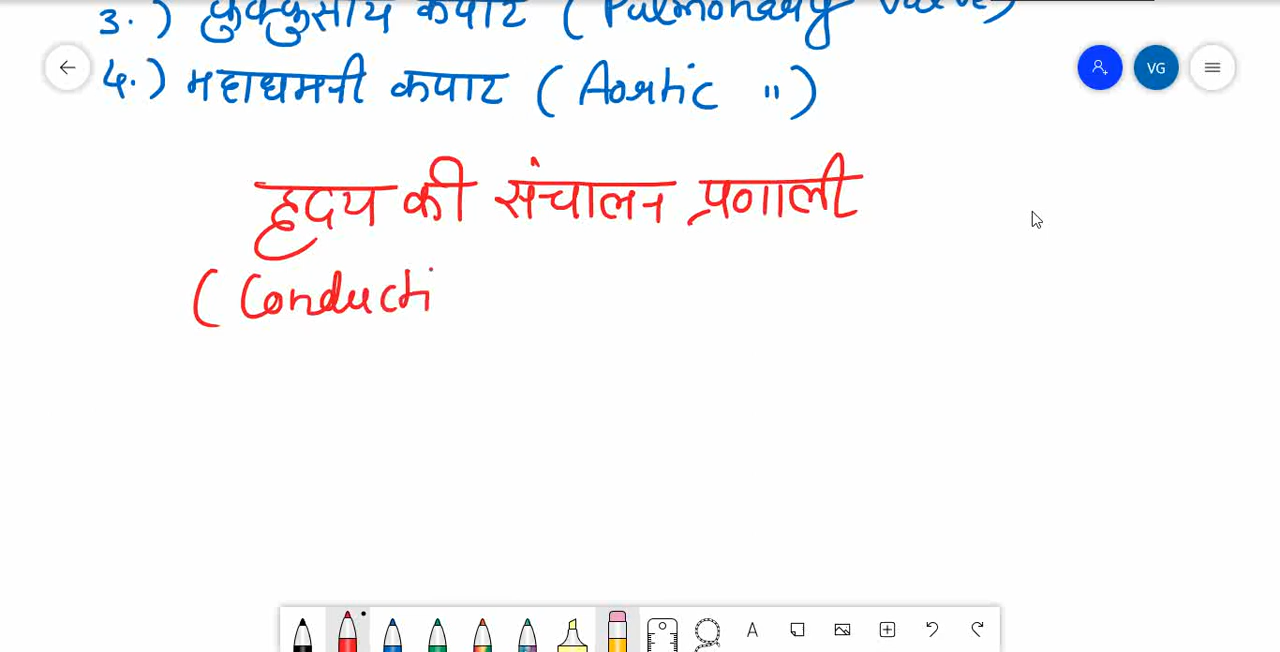 3.) फुफ्फुसीय कपाट (Pulmonary Valve)
4.) महाधमनी कपाट (Aortic ")
VG
हृदय की संचालन प्रणाली
(Conducti
A